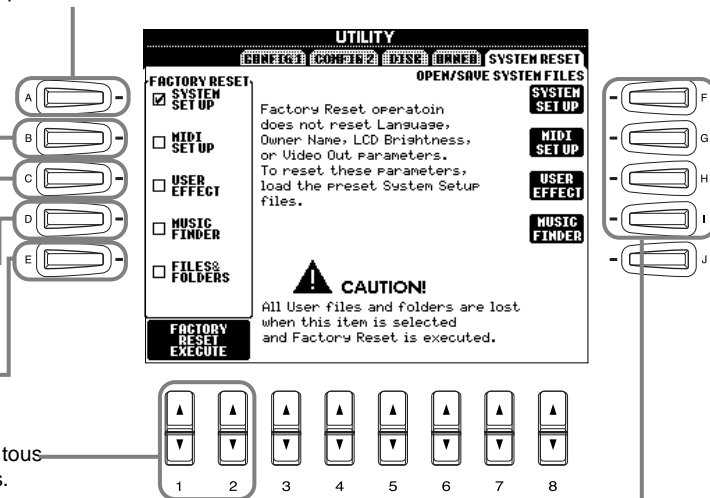 UTILITY
CONFIG 1 CONFIG 2 DISK OWNER SYSTEM RESET
OPEN/SAVE SYSTEM FILES
FACTORY RESET
SYSTEM
SET UP
MIDI
SET UP
USER
EFFECT
MUSIC
FINDER
FILES&
FOLDERS
FACTORY
RESET
EXECUTE
Factory Reset operatoin
does not reset Language,
Owner Name, LCD Brightness,
or Video Out parameters.
To reset these parameters,
load the preset System Setup
files.
CAUTION!
All User files and folders are lost
when this item is selected
and Factory Reset is executed.
SYSTEM
SET UP
MIDI
SET UP
USER
EFFECT
MUSIC
FINDER
A
B
C
D
E
F
G
H
I
J
tous
s.
1 2 3 4 5 6 7 8